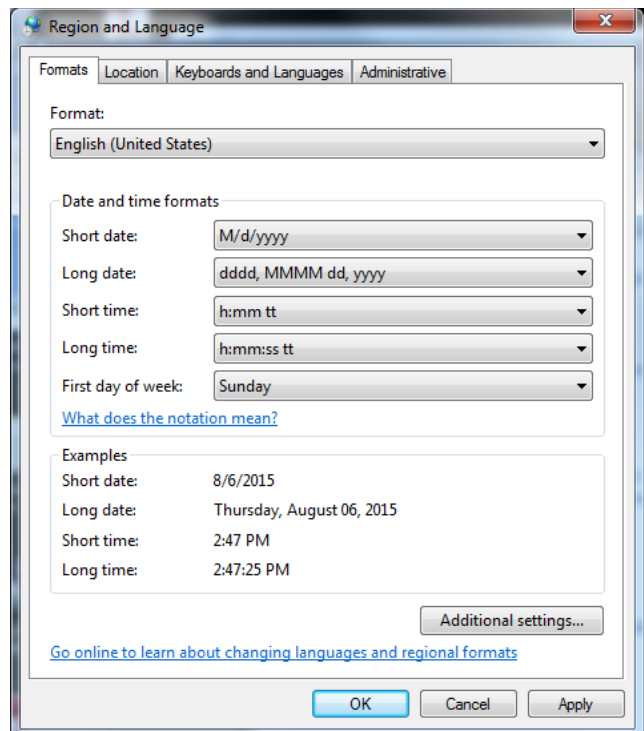 Region and Language
Formats Location Keyboards and Languages Administrative
Format:
English (United States)
Date and time formats
Short date: M/d/yyyy
Long date: dddd, MMMM dd, yyyy
Short time: h:mm tt
Long time: h:mm:ss tt
First day of week: Sunday
What does the notation mean?
Examples
Short date: 8/6/2015
Long date: Thursday, August 06, 2015
Short time: 2:47 PM
Long time: 2:47:25 PM
Additional settings...
Go online to learn about changing languages and regional formats
OK Cancel Apply